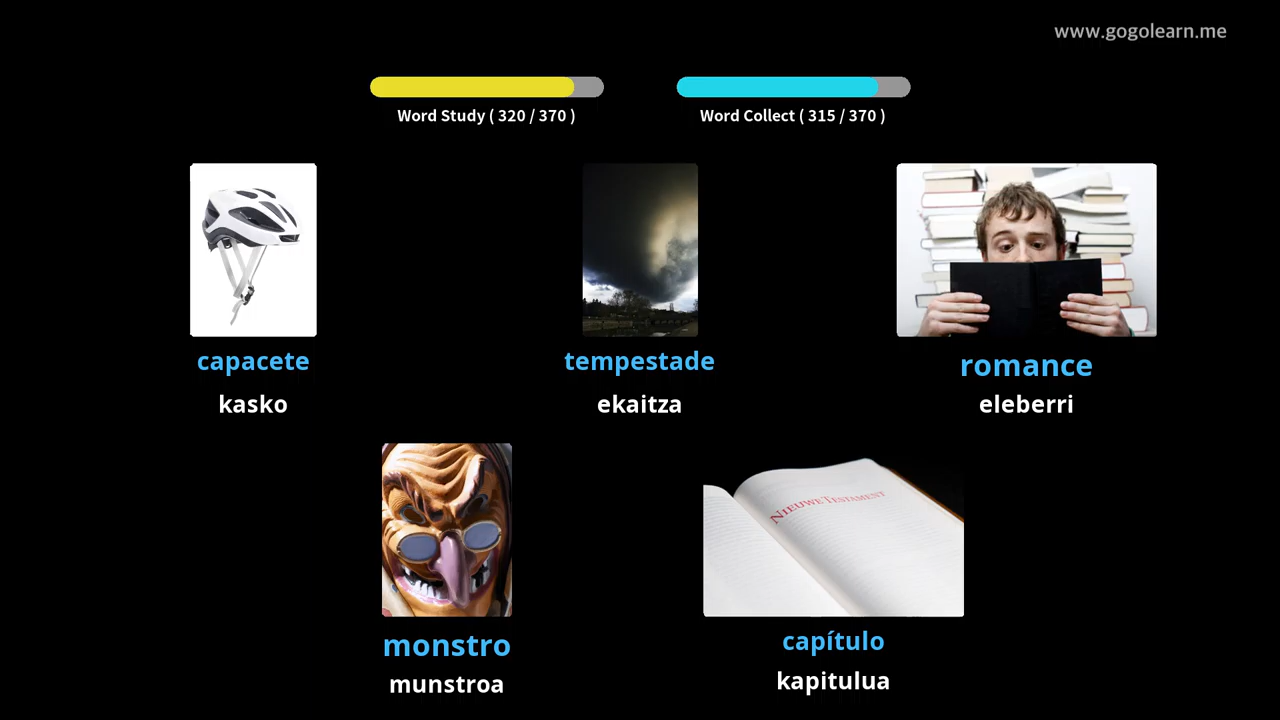 www.gogolearn.me
Word Study ( 320 / 370 )
Word Collect ( 315 / 370 )
capacete
kasko
tempestade
ekaitza
romance
eleberri
NIEUWE TESTAMENT
monstro
munstroa
capítulo
kapitulua